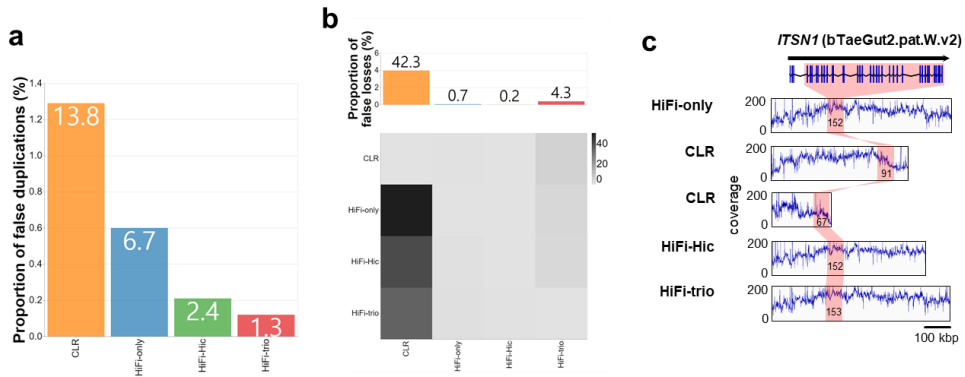 a
Proportion of false duplications (%)
1.4
1.2
1.0
0.8
0.6
0.4
0.2
0.0
13.8
6.7
2.4
1.3
CLR
HiFi-only
HiFi-Hic
HiFi-trio
b
Proportion of
false losses (%)
6
4
2
0
42.3
0.7
0.2
4.3
CLR
HiFi-only
HiFi-Hic
HiFi-trio
40
20
0
CLR
HiFi-only
HiFi-Hic
HiFi-trio
c
ITSN1 (bTaeGut2.pat.W.v2)
coverage
HiFi-only
200
0
152
CLR
200
0
91
CLR
200
0
67
HiFi-Hic
200
0
152
HiFi-trio
200
0
153
100 kbp